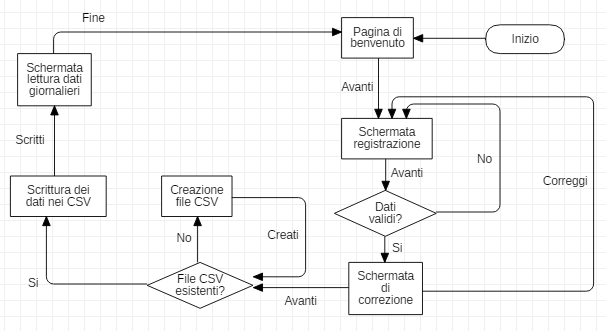 Fine
Pagina di
benvenuto
Inizio
Schermata
lettura dati
giornalieri
Avanti
Scritti
Schermata
registrazione
No
Correggi
Avanti
Scrittura dei
dati nei CSV
Creazione
file CSV
Dati
validi?
No
Creati
Si
Si
File CSV
esistenti?
Avanti
Schermata
di
correzione